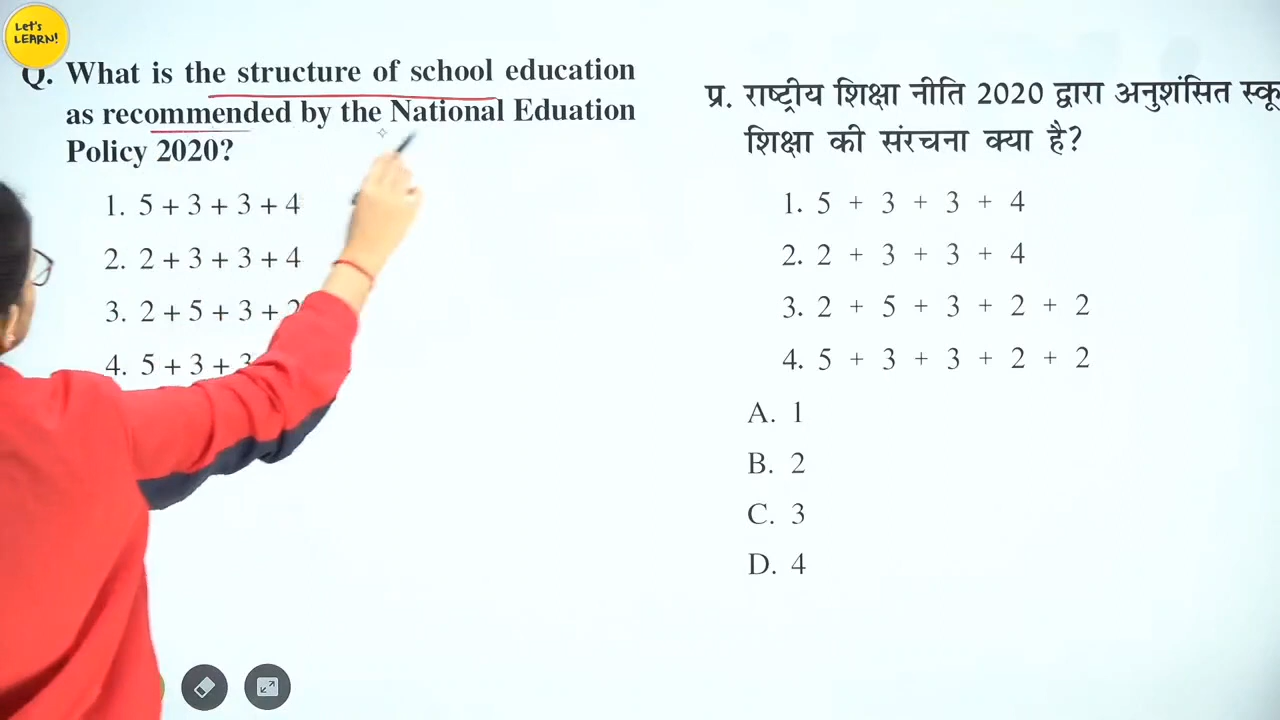 Let's
LEARN!
Q. What is the structure of school education
as recommended by the National Eduation
Policy 2020?
1. 5 + 3 + 3 + 4
2. 2 + 3 + 3 + 4
3. 2 + 5 + 3 +
4. 5 + 3 +
प्र. राष्ट्रीय शिक्षा नीति 2020 द्वारा अनुशंसित
शिक्षा की संरचना क्या है?
1. 5 + 3 + 3 + 4
2. 2 + 3 + 3 + 4
3. 2 + 5 + 3 + 2 + 2
4. 5 + 3 + 3 + 2 + 2
A. 1
B. 2
C. 3
D. 4